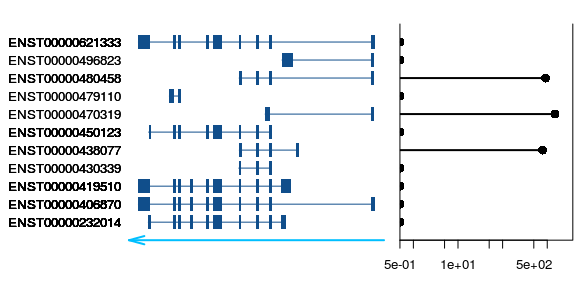 ENST00000621333
ENST00000496823
ENST00000480458
ENST00000479110
ENST00000470319
ENST00000450123
ENST00000438077
ENST00000430339
ENST00000419510
ENST00000406870
ENST00000232014
5e-01 1e+01 5e+02